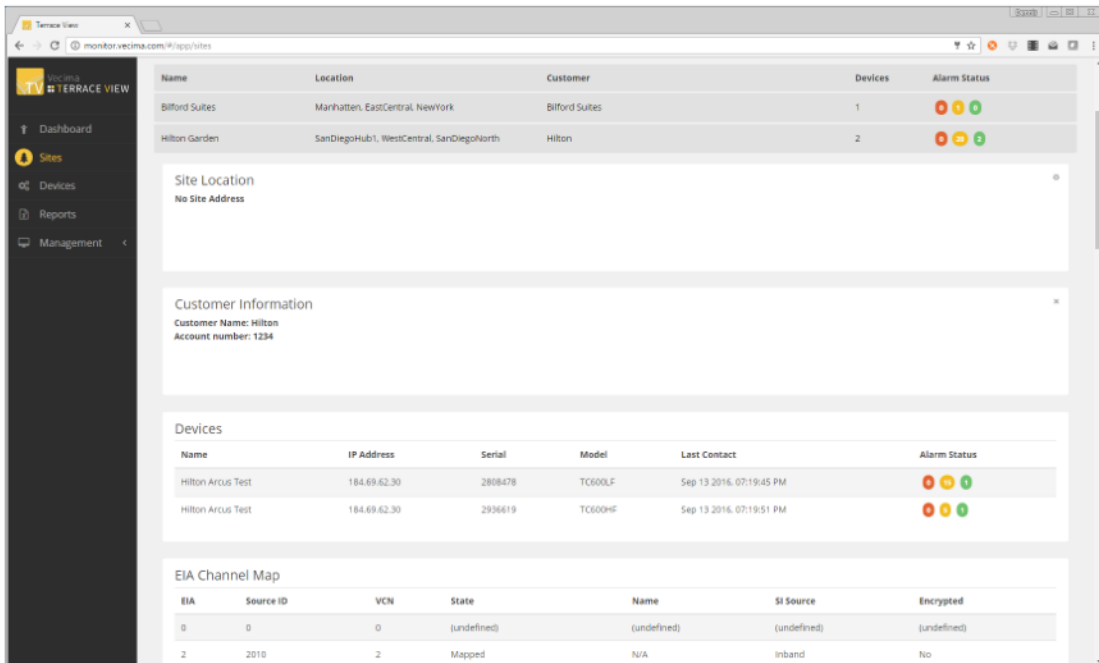 Terrace View
monitor.vecima.com/#/app/sites
Vecima
TV TERRACE VIEW
Dashboard
Sites
Devices
Reports
Management
Name Location Customer Devices Alarm Status
Bilford Suites Manhatten, EastCentral, NewYork Bilford Suites 1
Hilton Garden SanDiegoHub1, WestCentral, SanDiegoNorth Hilton 2
Site Location
No Site Address
Customer Information
Customer Name: Hilton
Account number: 1234
Devices
Name IP Address Serial Model Last Contact Alarm Status
Hilton Arcus Test 184.69.62.30 2808478 TC600LF Sep 13 2016, 07:19:45 PM
Hilton Arcus Test 184.69.62.30 2936619 TC600HF Sep 13 2016, 07:19:51 PM
EIA Channel Map
EIA Source ID VCN State Name SI Source Encrypted
0 0 0 (undefined) (undefined) (undefined) (undefined)
2 2010 2 Mapped N/A Inband No